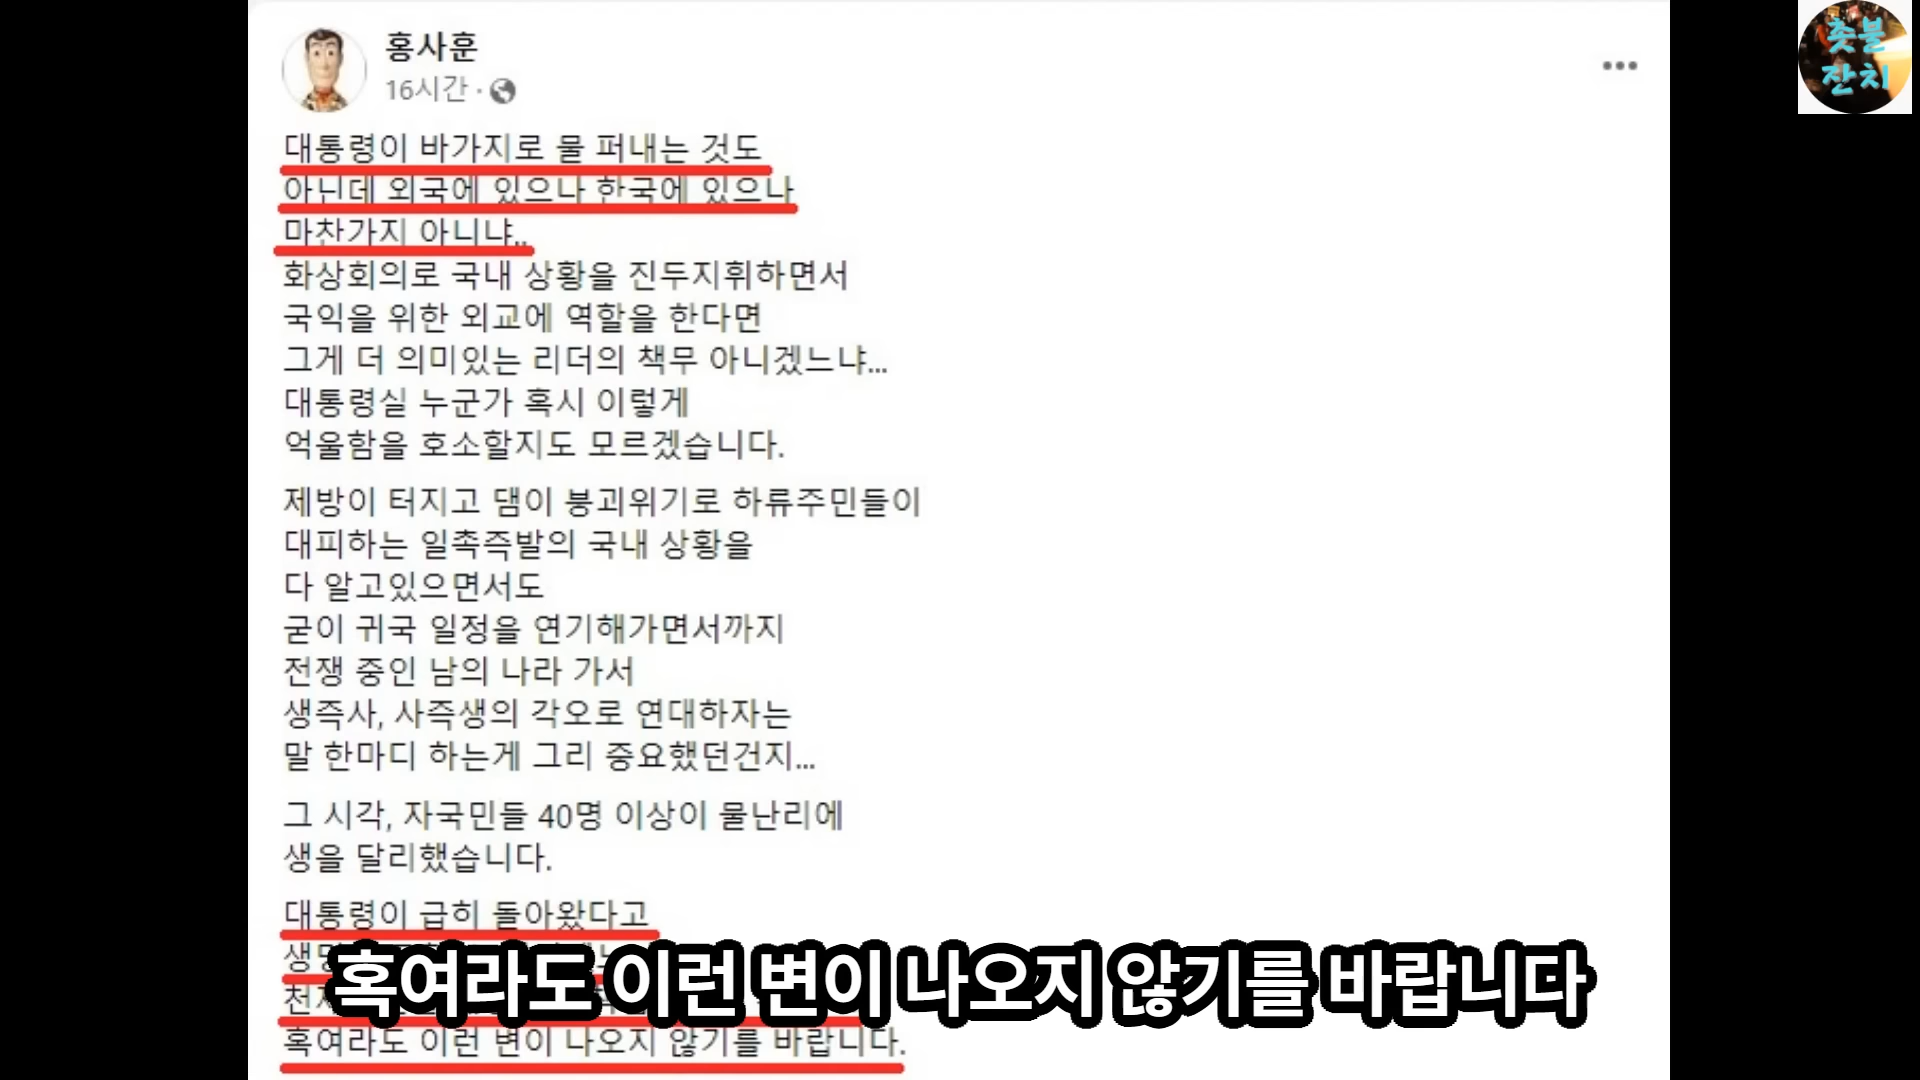 홍사훈
16시간 ·
촛불
잔치
대통령이 바가지로 물 퍼내는 것도
아닌데 외국에 있으나 한국에 있으나
마찬가지 아니냐..
화상회의로 국내 상황을 진두지휘하면서
국익을 위한 외교에 역할을 한다면
그게 더 의미있는 리더의 책무 아니겠느냐...
대통령실 누군가 혹시 이렇게
억울함을 호소할지도 모르겠습니다.
제방이 터지고 댐이 붕괴위기로 하류주민들이
대피하는 일촉즉발의 국내 상황을
다 알고있으면서도
굳이 귀국 일정을 연기해가면서까지
전쟁 중인 남의 나라 가서
생즉사, 사즉생의 각오로 연대하자는
말 한마디 하는게 그리 중요했던건지...
그 시각, 자국민들 40명 이상이 물난리에
생을 달리했습니다.
대통령이 급히 돌아왔다고
혹여라도 이런 변이 나오지 않기를 바랍니다
혹여라도 이런 변이 나오지 않기를 바랍니다.